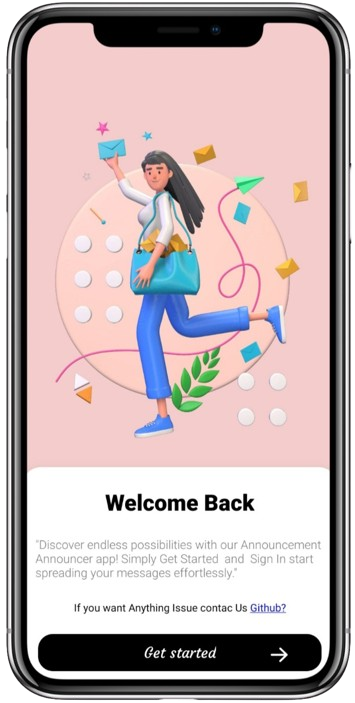 Welcome Back
"Discover endless possibilities with our Announcement
Announcer app! Simply Get Started and Sign In start
spreading your messages effortlessly."
If you want Anything Issue contac Us Github?
Get started